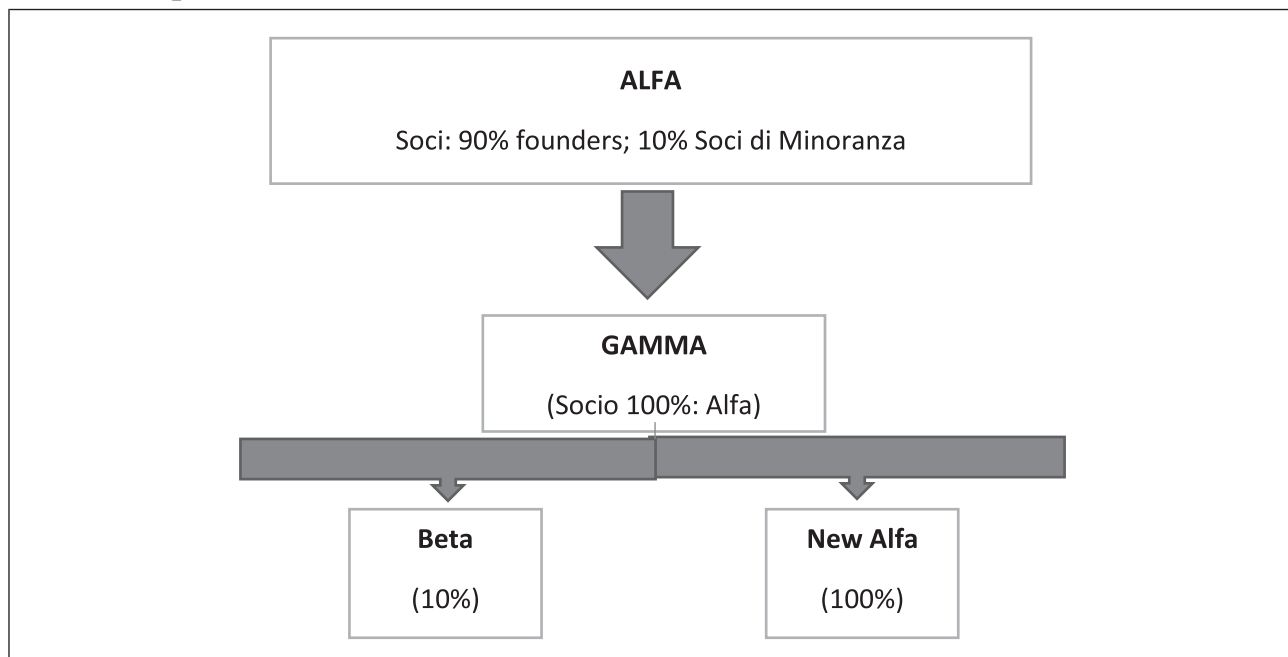 ALFA
Soci: 90% founders; 10% Soci di Minoranza
GAMMA
(Socio 100%: Alfa)
Beta
(10%)
New Alfa
(100%)